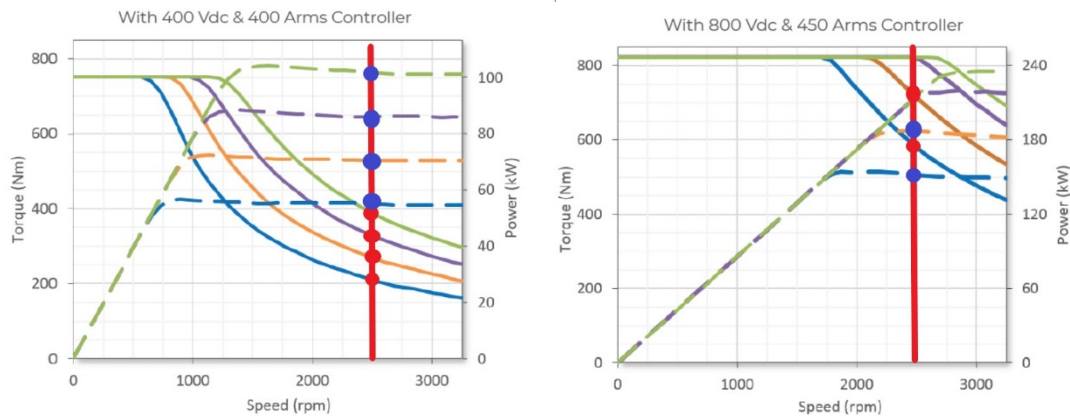 With 400 Vdc & 400 Arms Controller
800
600
400
200
0
100
80
60
40
20
0
Torque (Nm)
Power (kW)
0 1000 2000 3000
Speed (rpm)
With 800 Vdc & 450 Arms Controller
800
600
400
200
0
240
180
120
60
0
Torque (Nm)
Power (kW)
0 1000 2000 3000
Speed (rpm)